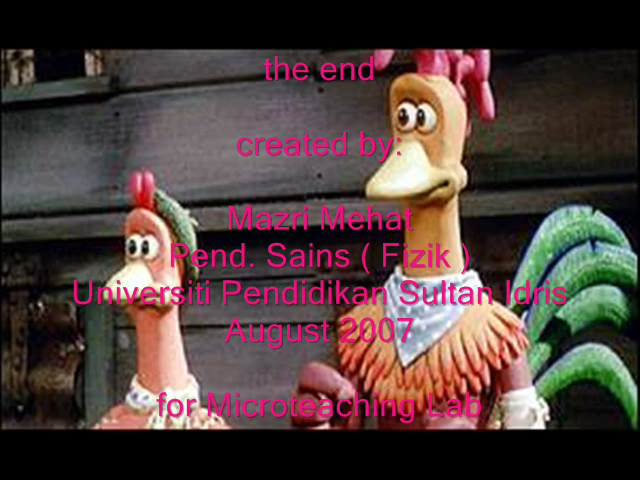 the end
created by:
Mazri Mehat
Pend. Sains ( Fizik )
Universiti Pendidikan Sultan Idris
August 2007
for Microteaching Lab